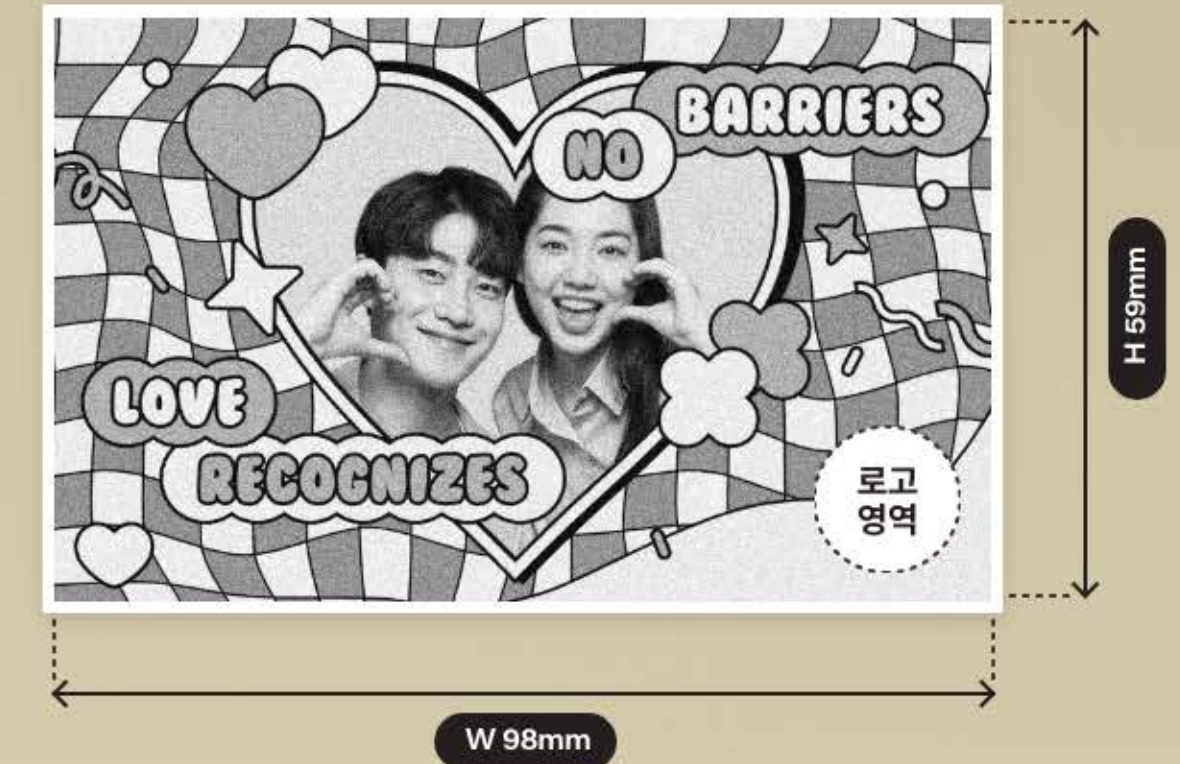 BARRIERS
NO
LOVE
RECOGNIZES
로고
영역
H 59mm
W 98mm